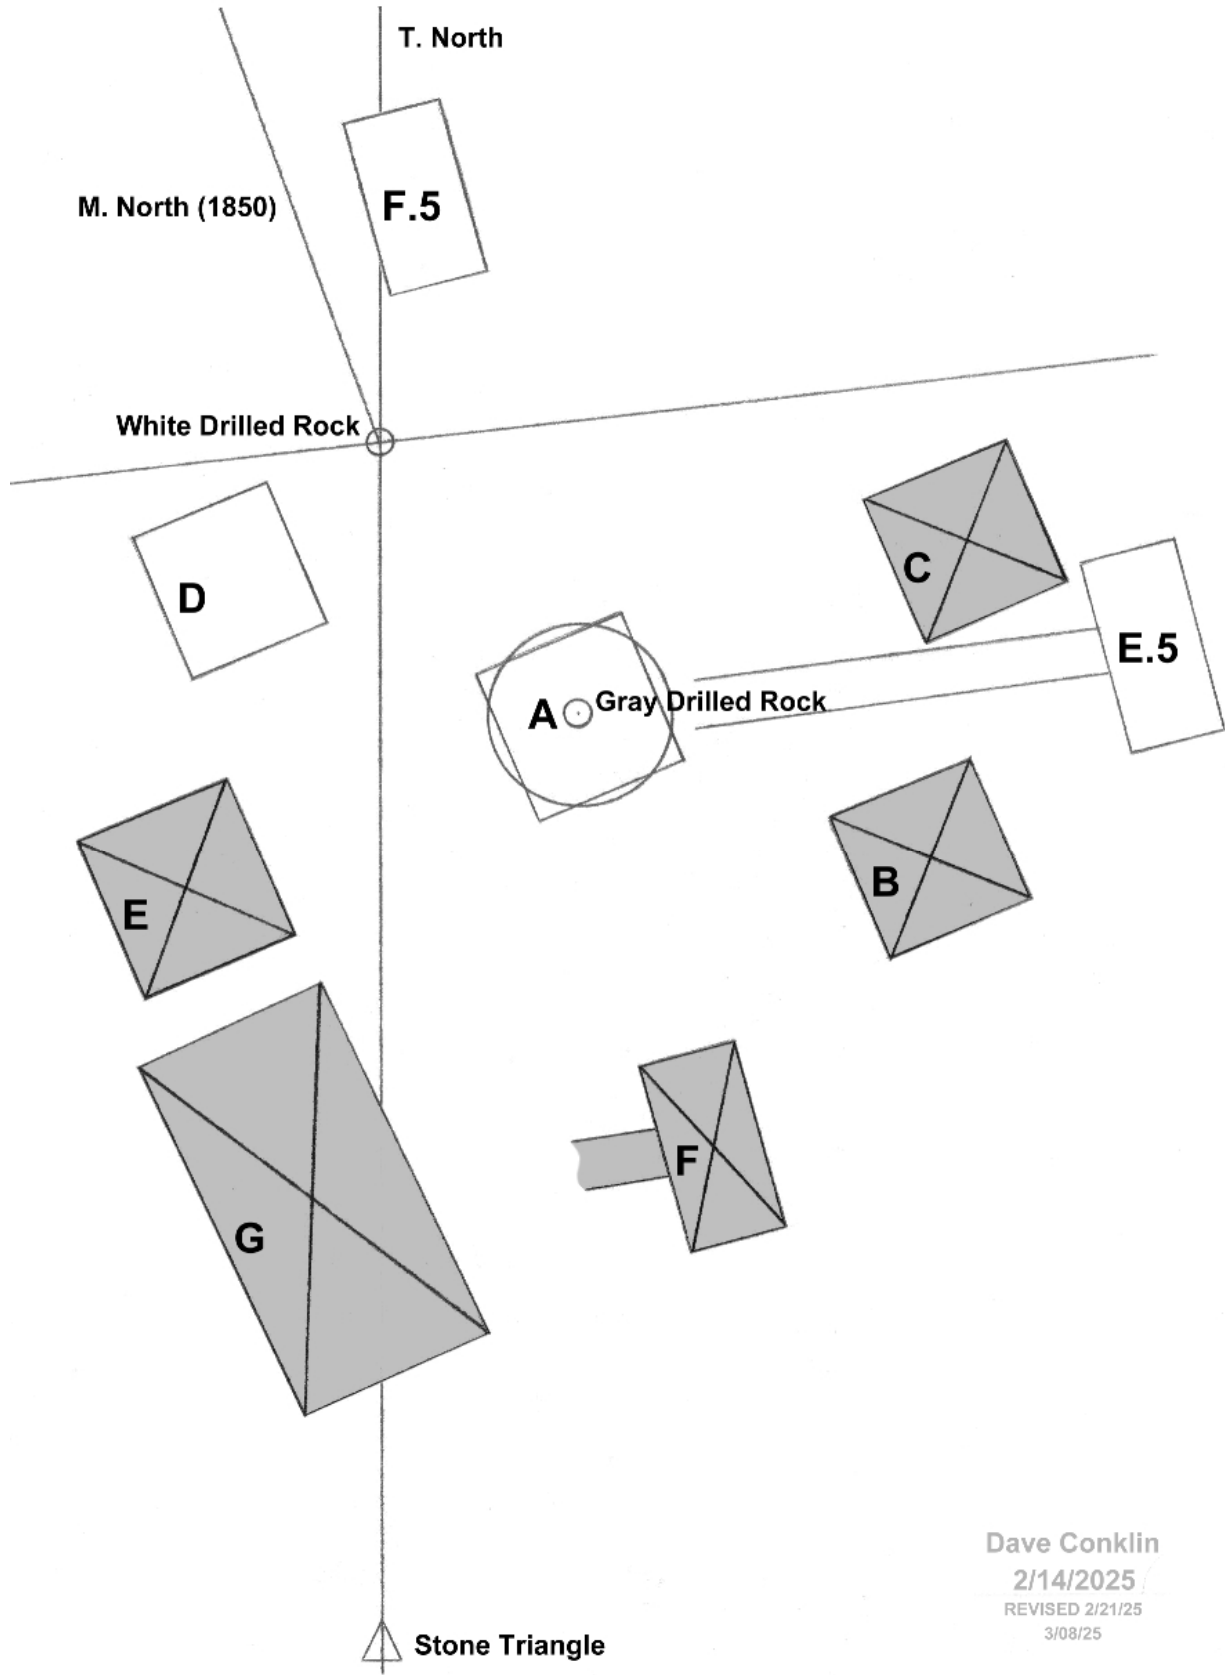 T. North
F.5
M. North (1850)
White Drilled Rock
C
D
E.5
A
Gray Drilled Rock
B
E
F
G
Dave Conklin
2/14/2025
REVISED 2/21/25
3/08/25
Stone Triangle